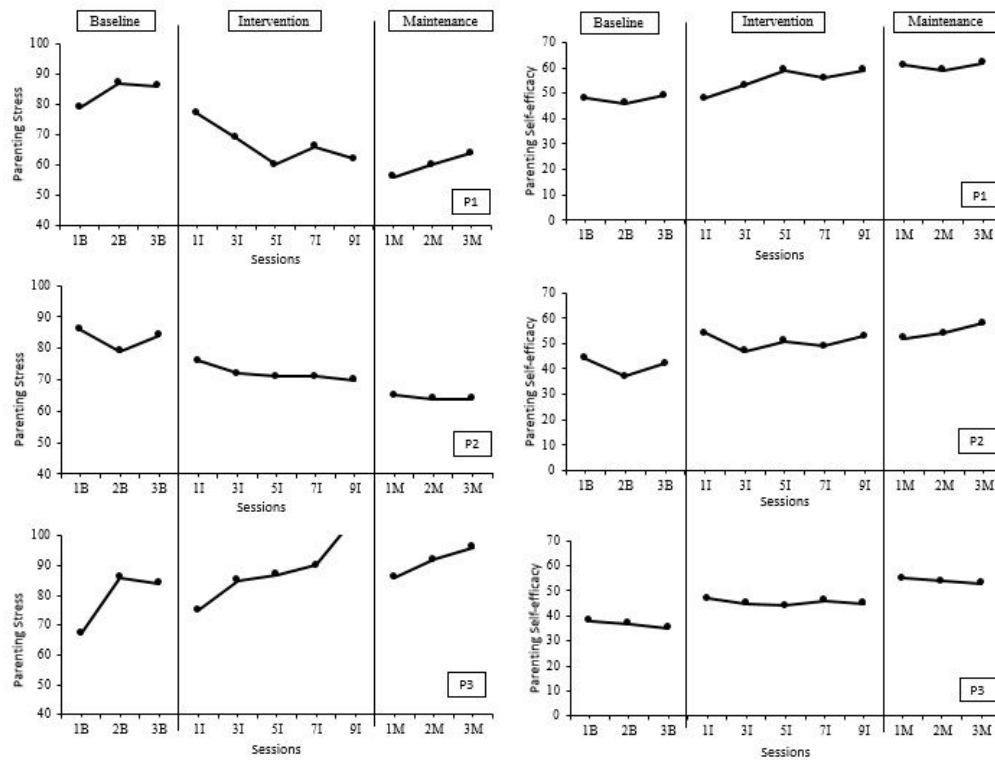 Baseline Intervention Maintenance
Parenting Stress
100
90
80
70
60
50
40
P1
1B 2B 3B 1I 3I 5I 7I 9I 1M 2M 3M
Sessions
Baseline Intervention Maintenance
Parenting Self-efficacy
70
60
50
40
30
20
10
0
P1
1B 2B 3B 1I 3I 5I 7I 9I 1M 2M 3M
Sessions
Parenting Stress
100
90
80
70
60
50
40
P2
1B 2B 3B 1I 3I 5I 7I 9I 1M 2M 3M
Sessions
Parenting Self-efficacy
70
60
50
40
30
20
10
0
P2
1B 2B 3B 1I 3I 5I 7I 9I 1M 2M 3M
Sessions
Parenting Stress
100
90
80
70
60
50
40
P3
1B 2B 3B 1I 3I 5I 7I 9I 1M 2M 3M
Sessions
Parenting Self-efficacy
70
60
50
40
30
20
10
0
P3
1B 2B 3B 1I 3I 5I 7I 9I 1M 2M 3M
Sessions